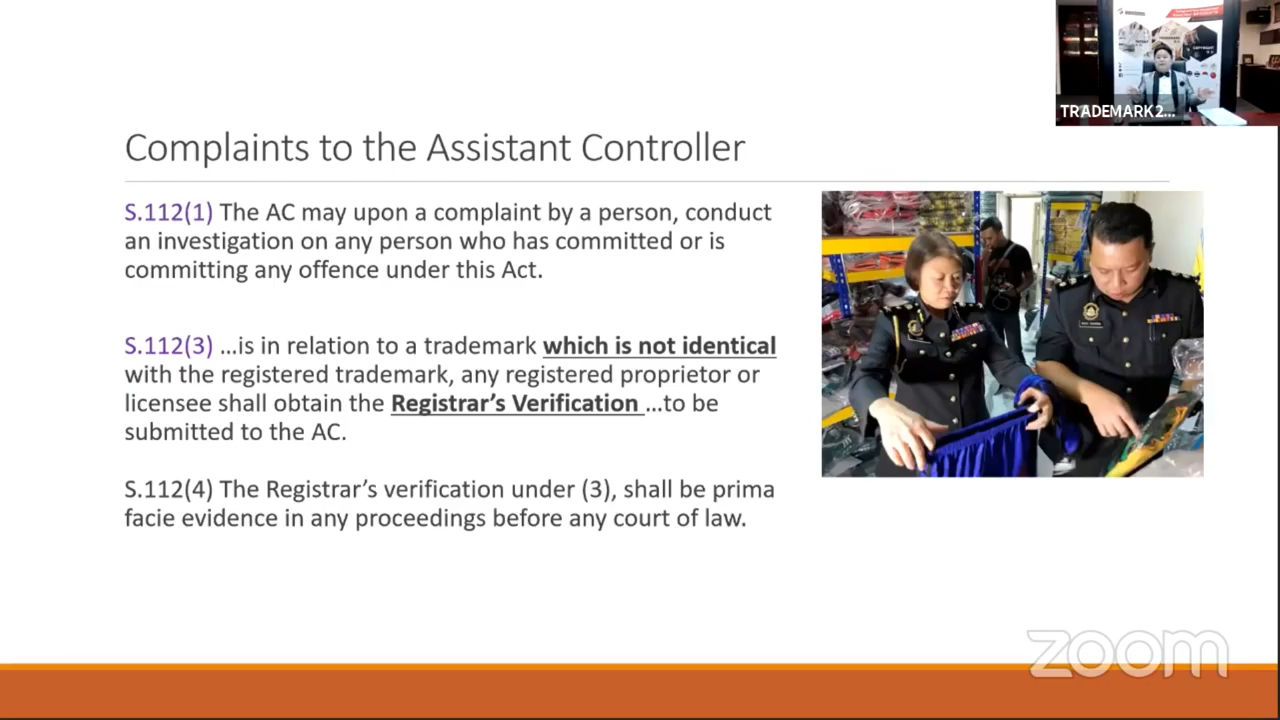 TRADEMARK2...
Complaints to the Assistant Controller
S.112(1) The AC may upon a complaint by a person, conduct
an investigation on any person who has committed or is
committing any offence under this Act.
S.112(3) ...is in relation to a trademark which is not identical
with the registered trademark, any registered proprietor or
licensee shall obtain the Registrar’s Verification ...to be
submitted to the AC.
S.112(4) The Registrar’s verification under (3), shall be prima
facie evidence in any proceedings before any court of law.
zoom